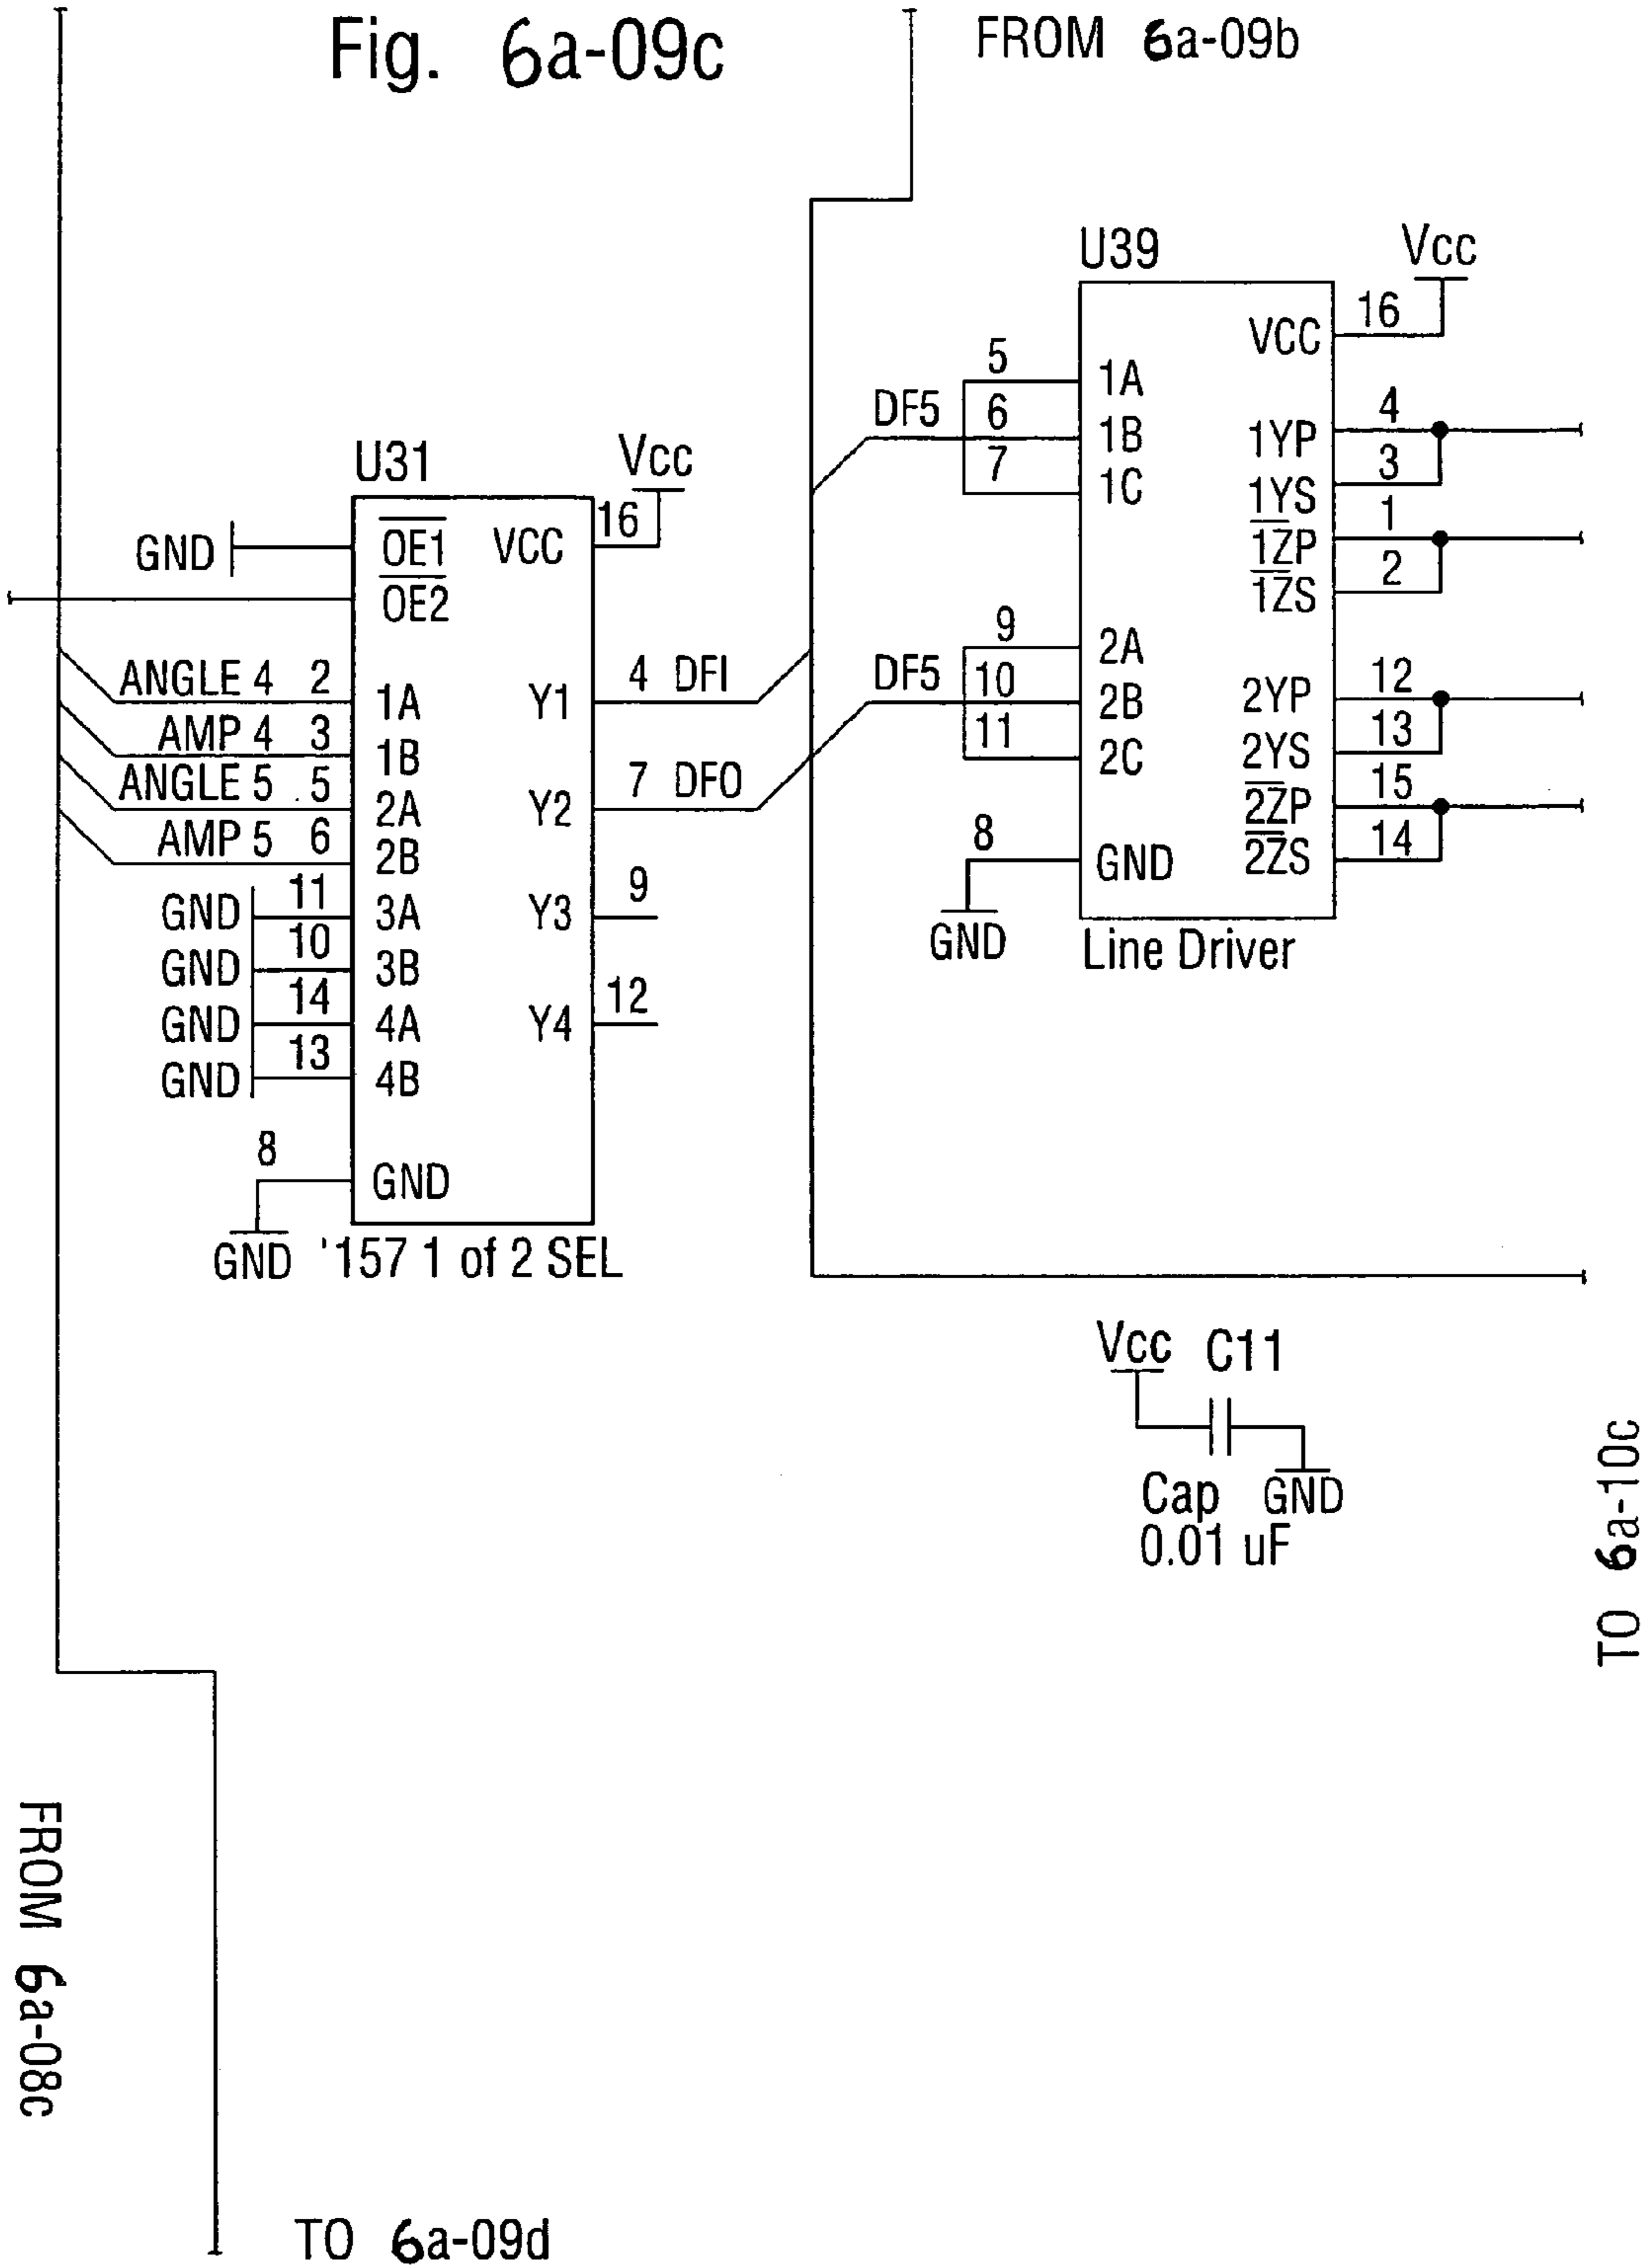 Fig. 6a-09c
FROM 6a-09b
U31
Vcc
16
GND
OE1
VCC
OE2
ANGLE 4 2
1A
AMP 4 3
1B
ANGLE 5 5
2A
AMP 5 6
2B
GND 11
3A
GND 10
3B
GND 14
4A
GND 13
4B
8
GND
GND
Y1
4 DFI
Y2
7 DFO
Y3
9
Y4
12
'157 1 of 2 SEL
U39
Vcc
VCC
16
5
1A
DF5 6
1B
7
1C
1YP
4
1YS
3
1ZP
1
1ZS
2
9
2A
DF5 10
2B
11
2C
2YP
12
2YS
13
2ZP
15
2ZS
14
8
GND
GND
Line Driver
Vcc C11
Cap GND
0.01 uF
TO 6a-10c
FROM 6a-08c
TO 6a-09d